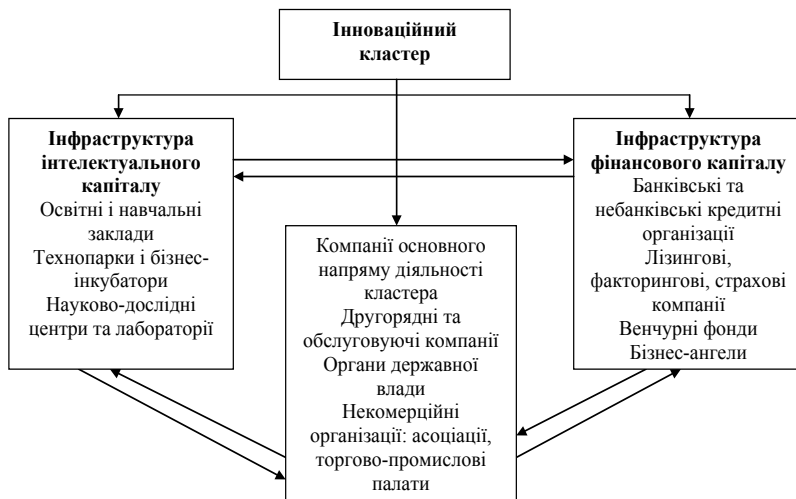 Інноваційний
кластер
Інфраструктура
інтелектуального
капіталу
Освітні і навчальні
заклади
Технопарки і бізнес-
інкубатори
Науково-дослідні
центри та лабораторії
Компанії основного
напряму діяльності
кластера
Другорядні та
обслуговуючі компанії
Органи державної
влади
Некомерційні
організації: асоціації,
торгово-промислові
палати
Інфраструктура
фінансового капіталу
Банківські та
небанківські кредитні
організації
Лізингові,
факторингові, страхові
компанії
Венчурні фонди
Бізнес-ангели